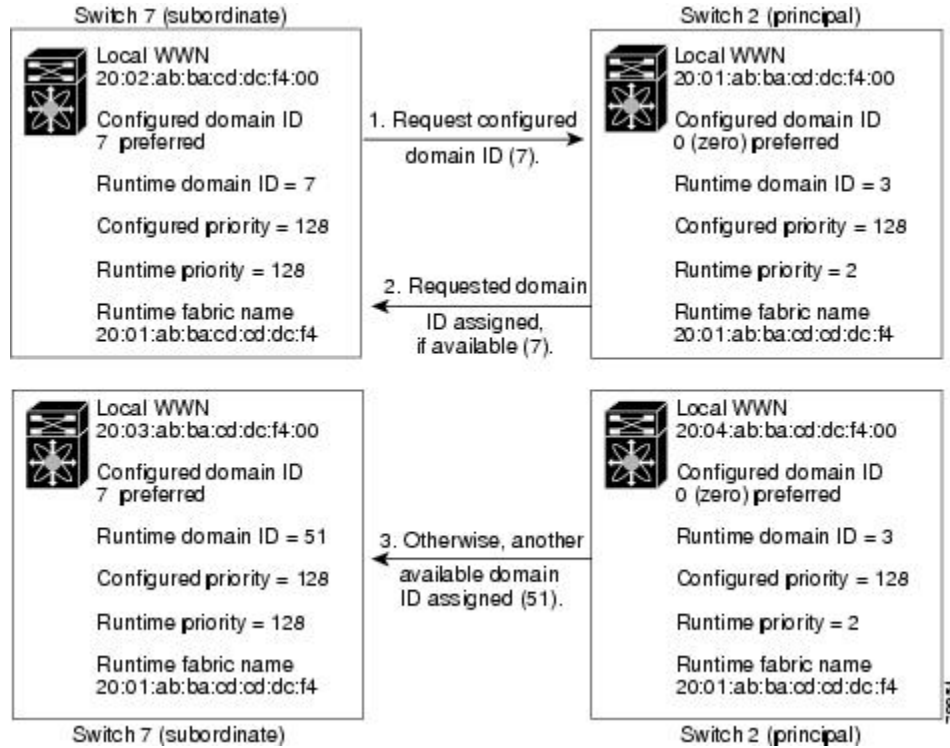 Switch 7 (subordinate)
Switch 2 (principal)
Local WWN
20:02:ab:ba:cd:dc:f4:00
Configured domain ID
7 preferred
Runtime domain ID = 7
Configured priority = 128
Runtime priority = 128
Runtime fabric name
20:01:ab:ba:cd:cd:dc:f4
1. Request configured
domain ID (7).
2. Requested domain
ID assigned,
if available (7).
Local WWN
20:01:ab:ba:cd:dc:f4:00
Configured domain ID
0 (zero) preferred
Runtime domain ID = 3
Configured priority = 128
Runtime priority = 2
Runtime fabric name
20:01:ab:ba:cd:cd:dc:f4
Local WWN
20:03:ab:ba:cd:dc:f4:00
Configured domain ID
7 preferred
Runtime domain ID = 51
Configured priority = 128
Runtime priority = 128
Runtime fabric name
20:01:ab:ba:cd:cd:dc:f4
3. Otherwise, another
available domain
ID assigned (51).
Local WWN
20:04:ab:ba:cd:dc:f4:00
Configured domain ID
0 (zero) preferred
Runtime domain ID = 3
Configured priority = 128
Runtime priority = 2
Runtime fabric name
20:01:ab:ba:cd:cd:dc:f4
Switch 7 (subordinate)
Switch 2 (principal)